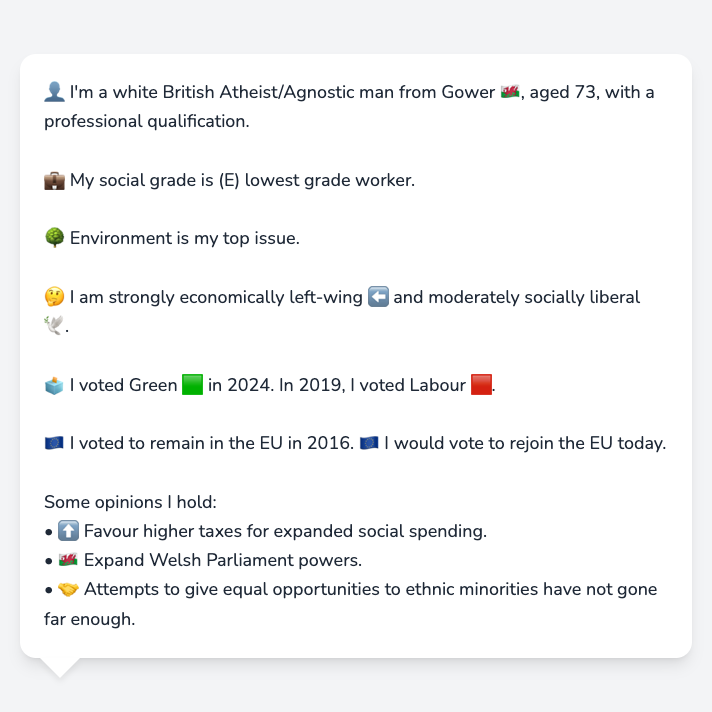 👤 I'm a white British Atheist/Agnostic man from Gower 🏴󠁧󠁢󠁷󠁬󠁳󠁿, aged 73, with a
professional qualification.
💼 My social grade is (E) lowest grade worker.
🌳 Environment is my top issue.
🤔 I am strongly economically left-wing ⬅️ and moderately socially liberal
🕊️.
🗳️ I voted Green 🟩 in 2024. In 2019, I voted Labour 🟥.
🇪🇺 I voted to remain in the EU in 2016. 🇪🇺 I would vote to rejoin the EU today.
Some opinions I hold:
• ⬆️ Favour higher taxes for expanded social spending.
• 🏴󠁧󠁢󠁷󠁬󠁳󠁿 Expand Welsh Parliament powers.
• 🤝 Attempts to give equal opportunities to ethnic minorities have not gone
far enough.